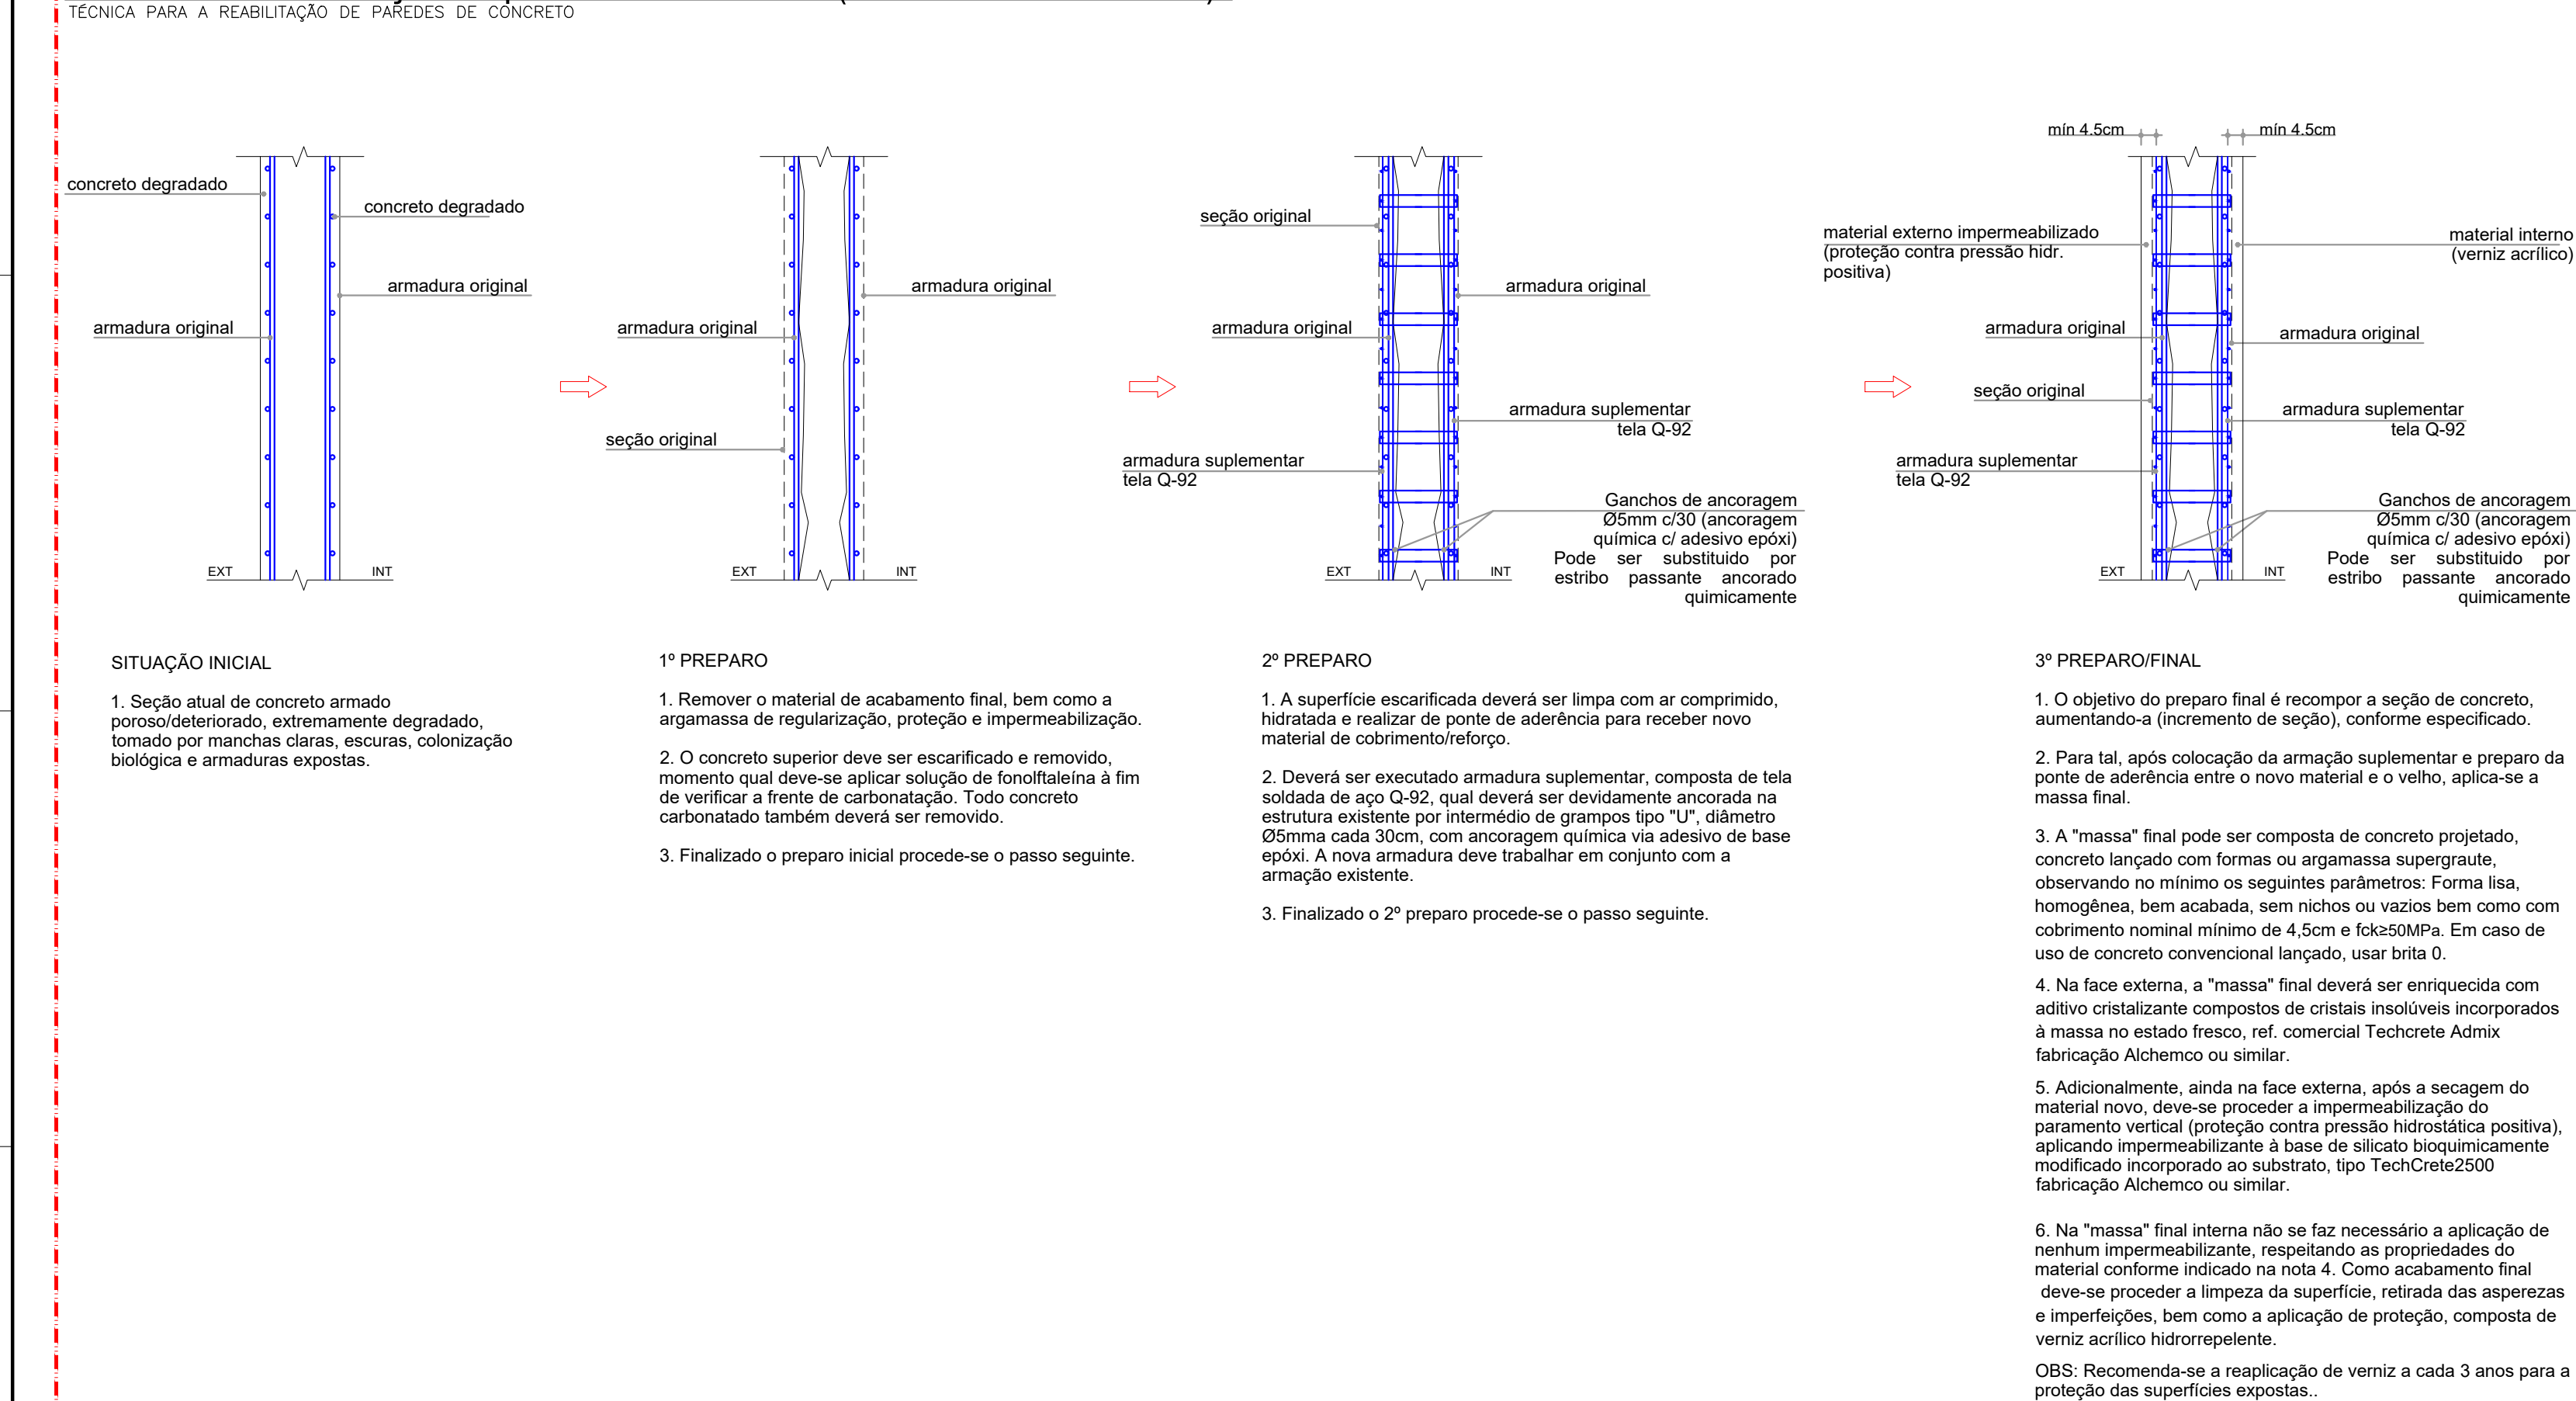 TÉCNICA PARA A REABILITAÇÃO DE PAREDES DE CONCRETO
concreto degradado
concreto degradado
armadura original
armadura original
EXT
INT
armadura original
armadura original
seção original
EXT
INT
seção original
armadura original
armadura original
armadura suplementar
tela Q-92
armadura suplementar
tela Q-92
Ganchos de ancoragem
Ø5mm c/30 (ancoragem
química c/ adesivo epóxi)
Pode ser substituido por
estribo passante ancorado
quimicamente
EXT
INT
mín 4.5cm
mín 4.5cm
material externo impermeabilizado
(proteção contra pressão hidr.
positiva)
material interno
(verniz acrílico)
armadura original
armadura original
seção original
armadura suplementar
tela Q-92
armadura suplementar
tela Q-92
Ganchos de ancoragem
Ø5mm c/30 (ancoragem
química c/ adesivo epóxi)
Pode ser substituido por
estribo passante ancorado
quimicamente
EXT
INT
SITUAÇÃO INICIAL
1. Seção atual de concreto armado
poroso/deteriorado, extremamente degradado,
tomado por manchas claras, escuras, colonização
biológica e armaduras expostas.
1º PREPARO
1. Remover o material de acabamento final, bem como a
argamassa de regularização, proteção e impermeabilização.
2. O concreto superior deve ser escarificado e removido,
momento qual deve-se aplicar solução de fonolftaleína à fim
de verificar a frente de carbonatação. Todo concreto
carbonatado também deverá ser removido.
3. Finalizado o preparo inicial procede-se o passo seguinte.
2º PREPARO
1. A superfície escarificada deverá ser limpa com ar comprimido,
hidratada e realizar de ponte de aderência para receber novo
material de cobrimento/reforço.
2. Deverá ser executado armadura suplementar, composta de tela
soldada de aço Q-92, qual deverá ser devidamente ancorada na
estrutura existente por intermédio de grampos tipo "U", diâmetro
Ø5mma cada 30cm, com ancoragem química via adesivo de base
epóxi. A nova armadura deve trabalhar em conjunto com a
armação existente.
3. Finalizado o 2º preparo procede-se o passo seguinte.
3º PREPARO/FINAL
1. O objetivo do preparo final é recompor a seção de concreto,
aumentando-a (incremento de seção), conforme especificado.
2. Para tal, após colocação da armação suplementar e preparo da
ponte de aderência entre o novo material e o velho, aplica-se a
massa final.
3. A "massa" final pode ser composta de concreto projetado,
concreto lançado com formas ou argamassa supergraute,
observando no mínimo os seguintes parâmetros: Forma lisa,
homogênea, bem acabada, sem nichos ou vazios bem como com
cobrimento nominal mínimo de 4,5cm e fck≥50MPa. Em caso de
uso de concreto convencional lançado, usar brita 0.
4. Na face externa, a "massa" final deverá ser enriquecida com
aditivo cristalizante compostos de cristais insolúveis incorporados
à massa no estado fresco, ref. comercial Techcrete Admix
fabricação Alchemco ou similar.
5. Adicionalmente, ainda na face externa, após a secagem do
material novo, deve-se proceder a impermeabilização do
paramento vertical (proteção contra pressão hidrostática positiva),
aplicando impermeabilizante à base de silicato bioquimicamente
modificado incorporado ao substrato, tipo TechCrete2500
fabricação Alchemco ou similar.
6. Na "massa" final interna não se faz necessário a aplicação de
nenhum impermeabilizante, respeitando as propriedades do
material conforme indicado na nota 4. Como acabamento final
deve-se proceder a limpeza da superfície, retirada das asperezas
e imperfeições, bem como a aplicação de proteção, composta de
verniz acrílico hidrorrepelente.
OBS: Recomenda-se a reaplicação de verniz a cada 3 anos para a
proteção das superfícies expostas..